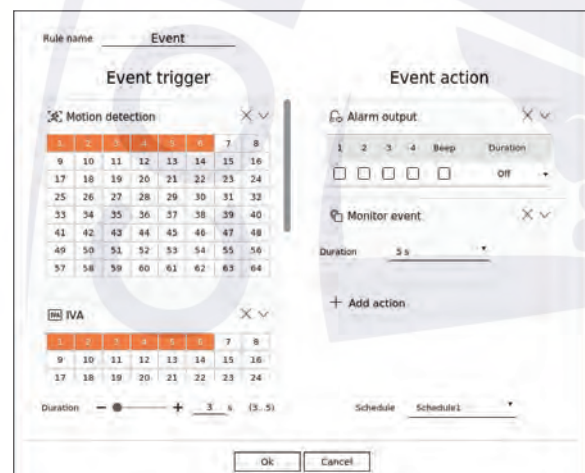 Rule name Event
Event trigger
Motion detection
1 2 3 4 5 6 7 8
9 10 11 12 13 14 15 16
17 18 19 20 21 22 23 24
25 26 27 28 29 30 31 32
33 34 35 36 37 38 39 40
41 42 43 44 45 46 47 48
49 50 51 52 53 54 55 56
57 58 59 60 61 62 63 64
IVA IVA
1 2 3 4 5 6 7 8
9 10 11 12 13 14 15 16
17 18 19 20 21 22 23 24
Duration 3 s (3..5)
Event action
Alarm output
1 2 3 4 Beep Duration
Off
Monitor event
Duration 5 s
Add action
Schedule Schedule1
Ok Cancel